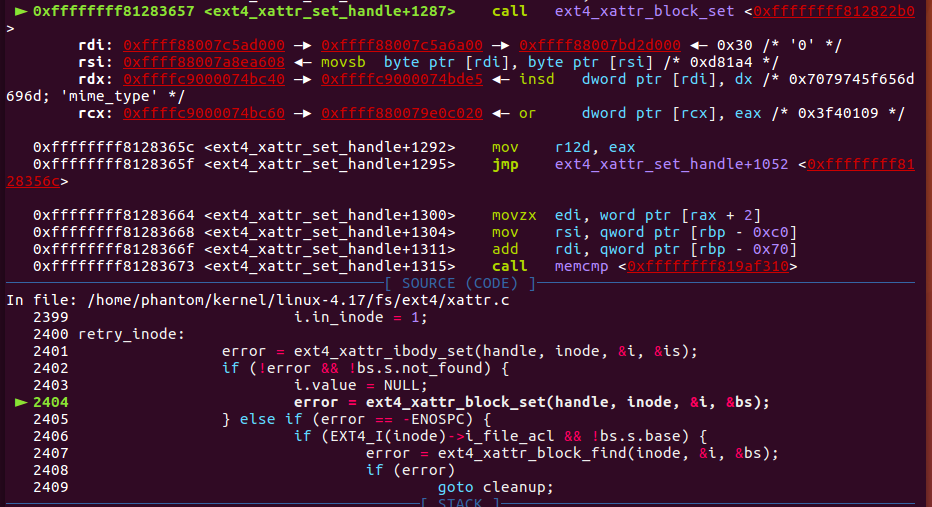 ► 0xffffffff81283657 <ext4_xattr_set_handle+1287>    call   ext4_xattr_block_set <0xffffffff812822b0
>
        rdi: 0xffff88007c5ad000 —▸ 0xffff88007c5a6a00 —▸ 0xffff88007bd2d000 ◂— 0x30 /* '0' */
        rsi: 0xffff88007a8ea608 ◂— movsb  byte ptr [rdi], byte ptr [rsi] /* 0xd81a4 */
        rdx: 0xffffc9000074bc40 —▸ 0xffffc9000074bde5 ◂— insd   dword ptr [rdi], dx /* 0x7079745f656d
696d; 'mime_type' */
        rcx: 0xffffc9000074bc60 —▸ 0xffff880079e0c020 ◂— or     dword ptr [rcx], eax /* 0x3f40109 */
   0xffffffff8128365c <ext4_xattr_set_handle+1292>    mov    r12d, eax
   0xffffffff8128365f <ext4_xattr_set_handle+1295>    jmp    ext4_xattr_set_handle+1052 <0xffffffff81
28356c>
   0xffffffff81283664 <ext4_xattr_set_handle+1300>    movzx  edi, word ptr [rax + 2]
   0xffffffff81283668 <ext4_xattr_set_handle+1304>    mov    rsi, qword ptr [rbp - 0xc0]
   0xffffffff8128366f <ext4_xattr_set_handle+1311>    add    rdi, qword ptr [rbp - 0x70]
   0xffffffff81283673 <ext4_xattr_set_handle+1315>    call   memcmp <0xffffffff819af310>
[ SOURCE (CODE) ]
In file: /home/phantom/kernel/linux-4.17/fs/ext4/xattr.c
   2399                         i.in_inode = 1;
   2400 retry_inode:
   2401                 error = ext4_xattr_ibody_set(handle, inode, &i, &is);
   2402                 if (!error && !bs.s.not_found) {
   2403                         i.value = NULL;
 ► 2404                         error = ext4_xattr_block_set(handle, inode, &i, &bs);
   2405                 } else if (error == -ENOSPC) {
   2406                         if (EXT4_I(inode)->i_file_acl && !bs.s.base) {
   2407                                 error = ext4_xattr_block_find(inode, &i, &bs);
   2408                                 if (error)
   2409                                         goto cleanup;
[ STACK ]